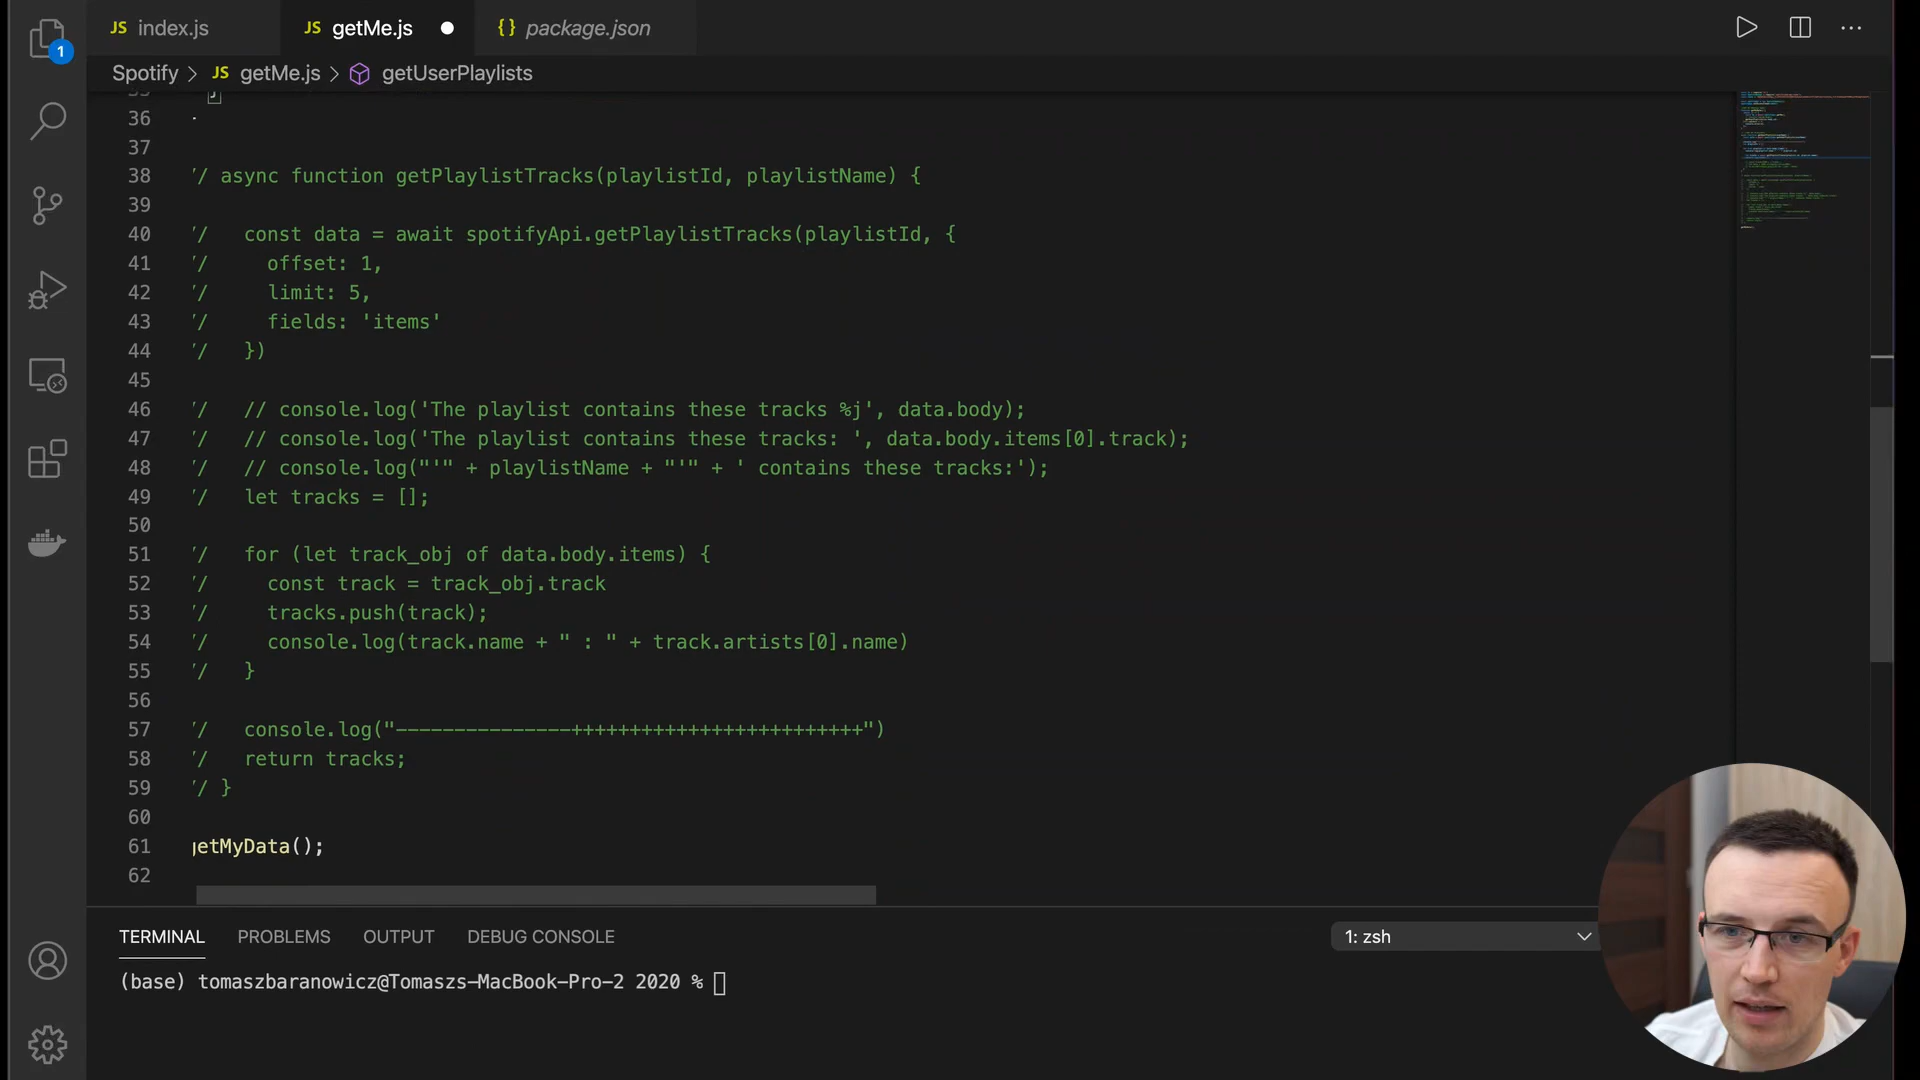 JS index.js
JS getMe.js
{} package.json
1
Spotify > JS getMe.js > getUserPlaylists
36
37
38 // async function getPlaylistTracks(playlistId, playlistName) {
39
40 //   const data = await spotifyApi.getPlaylistTracks(playlistId, {
41 //     offset: 1,
42 //     limit: 5,
43 //     fields: 'items'
44 //   })
45
46 //   // console.log('The playlist contains these tracks %j', data.body);
47 //   // console.log('The playlist contains these tracks: ', data.body.items[0].track);
48 //   // console.log("'" + playlistName + "'" + ' contains these tracks:');
49 //   let tracks = [];
50
51 //   for (let track_obj of data.body.items) {
52 //     const track = track_obj.track
53 //     tracks.push(track);
54 //     console.log(track.name + " : " + track.artists[0].name)
55 //   }
56
57 //   console.log("---------------+++++++++++++++++++++++++")
58 //   return tracks;
59 // }
60
61 getMyData();
62
TERMINAL PROBLEMS OUTPUT DEBUG CONSOLE 1: zsh
(base) tomaszbaranowicz@Tomaszs-MacBook-Pro-2 2020 %